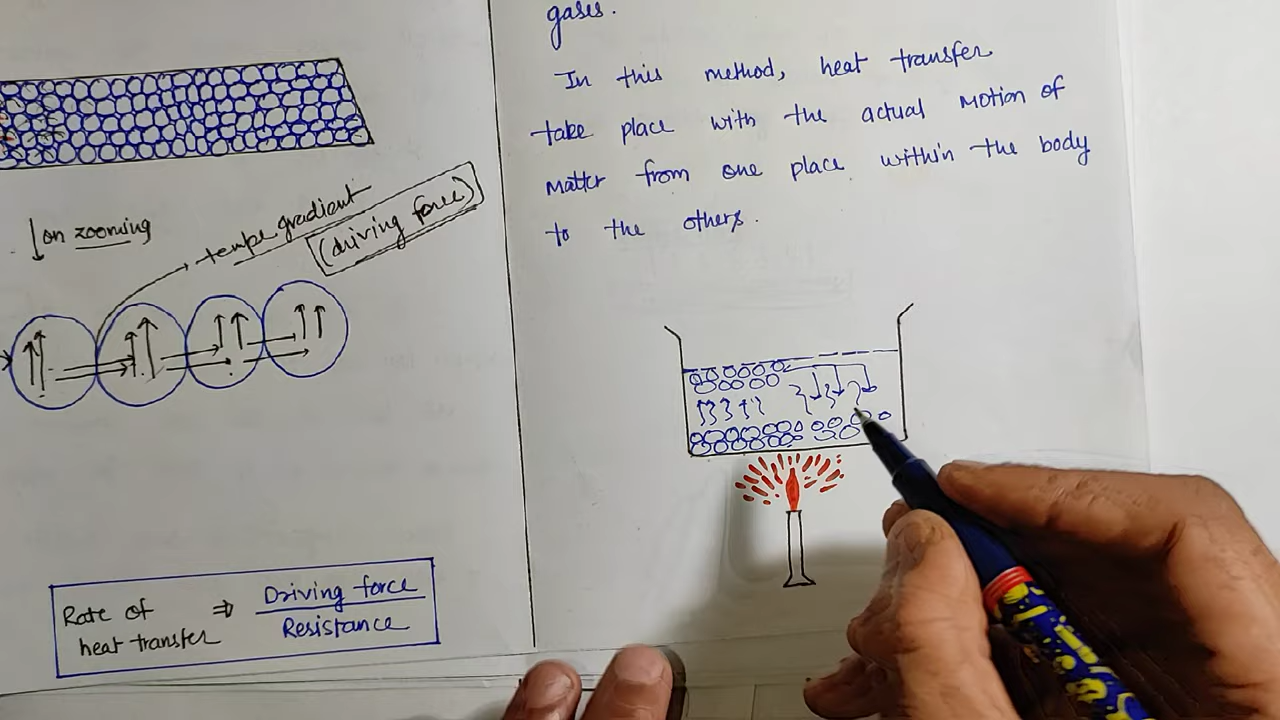 ↓ on zooming
tempe gradient
(driving force)
Rate of
heat transfer ⇒ Driving force
Resistance
gases.
In this method, heat transfer
take place with the actual motion of
matter from one place within the body
to the others.